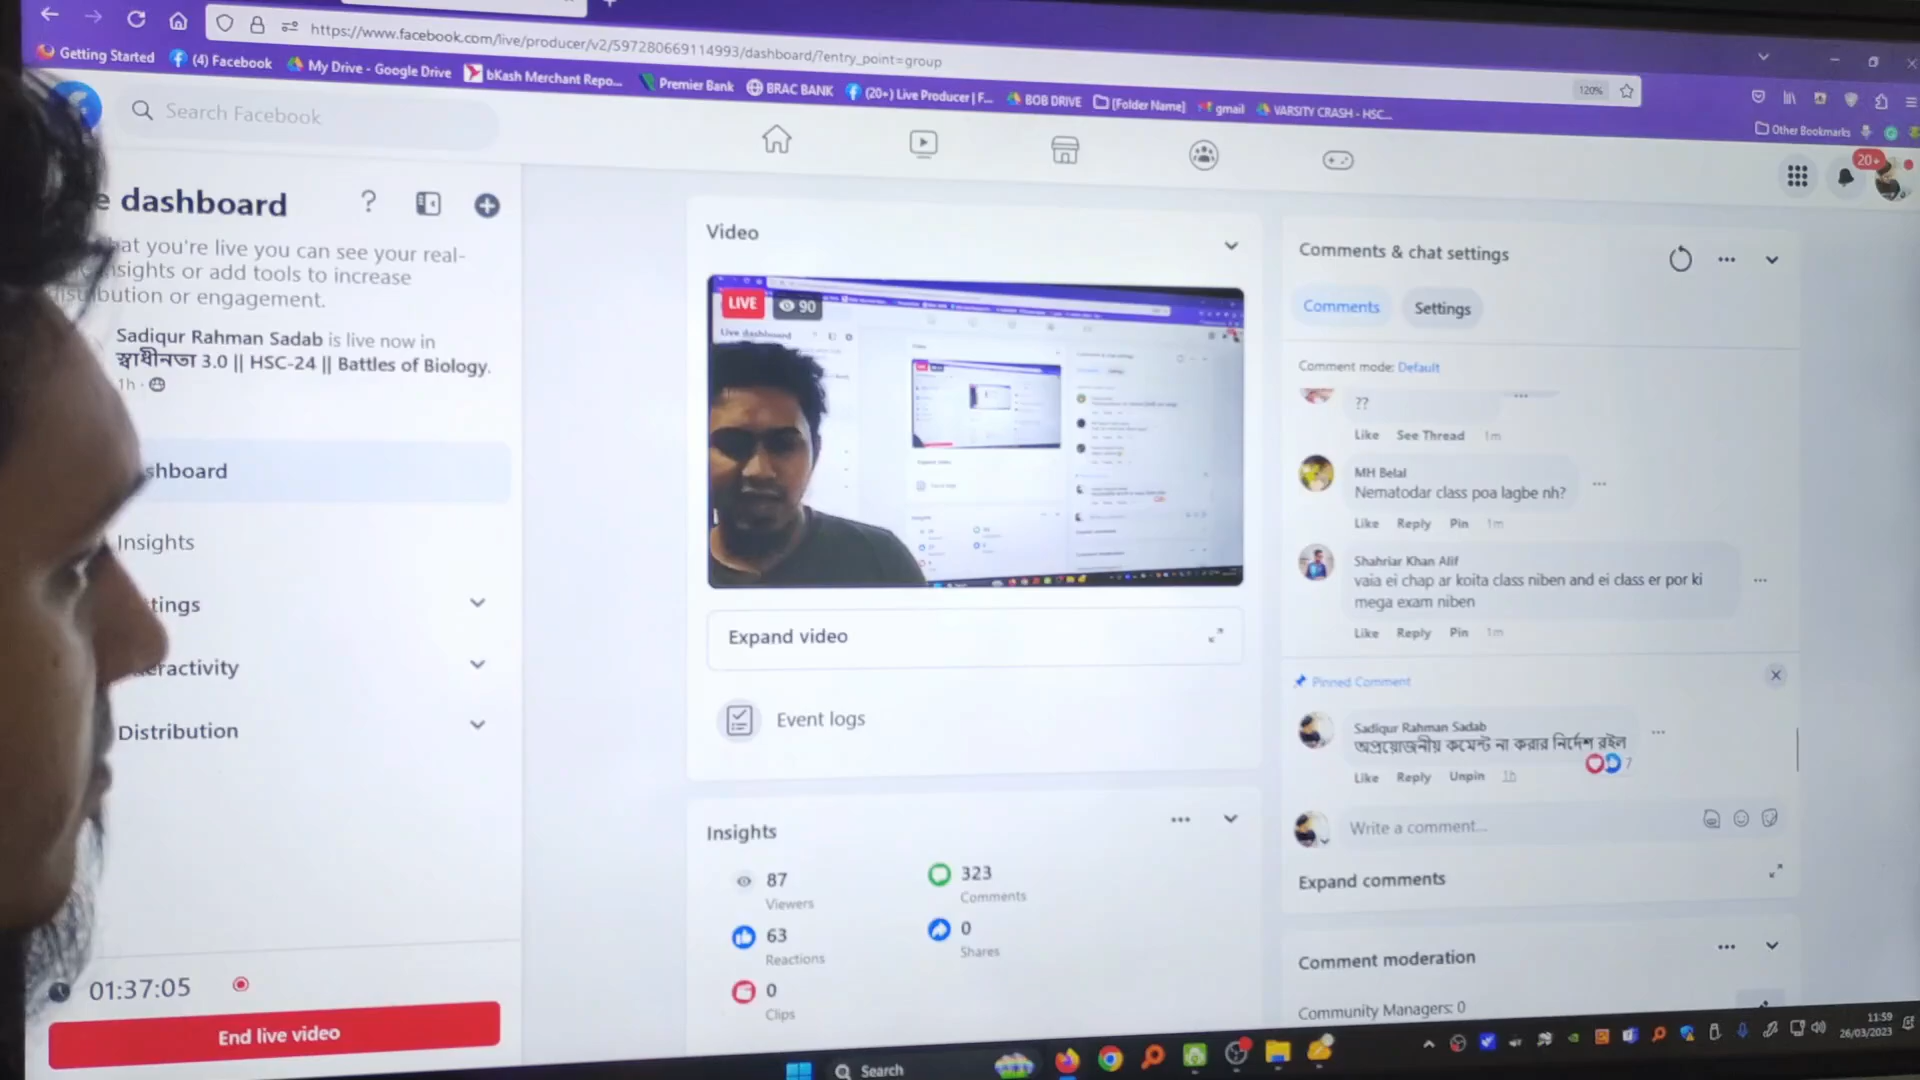 https://www.facebook.com/live/producer/v2/597280669114993/dashboard/?entry_point=group
120%
Getting Started
(4) Facebook
My Drive - Google Drive
bKash Merchant Repo...
Premier Bank
BRAC BANK
(20+) Live Producer | F...
BOB DRIVE
[Folder Name]
gmail
VARSITY CRASH - HSC...
Other Bookmarks
Search Facebook
20+
e dashboard
hat you're live you can see your real-
insights or add tools to increase
distribution or engagement.
Sadiqur Rahman Sadab is live now in
স্বাধীনতা 3.0 || HSC-24 || Battles of Biology.
1h
shboard
Insights
ttings
eractivity
Distribution
01:37:05
End live video
Video
LIVE
90
Live dashboard
Expand video
Event logs
Insights
87
Viewers
323
Comments
63
Reactions
0
Shares
0
Clips
Comments & chat settings
Comments
Settings
Comment mode: Default
??
Like See Thread 1m
MH Belal
Nematodar class poa lagbe nh?
Like Reply Pin 1m
Shahriar Khan Alif
vaia ei chap ar koita class niben and ei class er por ki
mega exam niben
Like Reply Pin 1m
Pinned Comment
Sadiqur Rahman Sadab
অপ্রয়োজনীয় কমেন্ট না করার নির্দেশ রইল
7
Like Reply Unpin 1h
Write a comment...
Expand comments
Comment moderation
Community Managers: 0
Search
11:59
26/03/2023